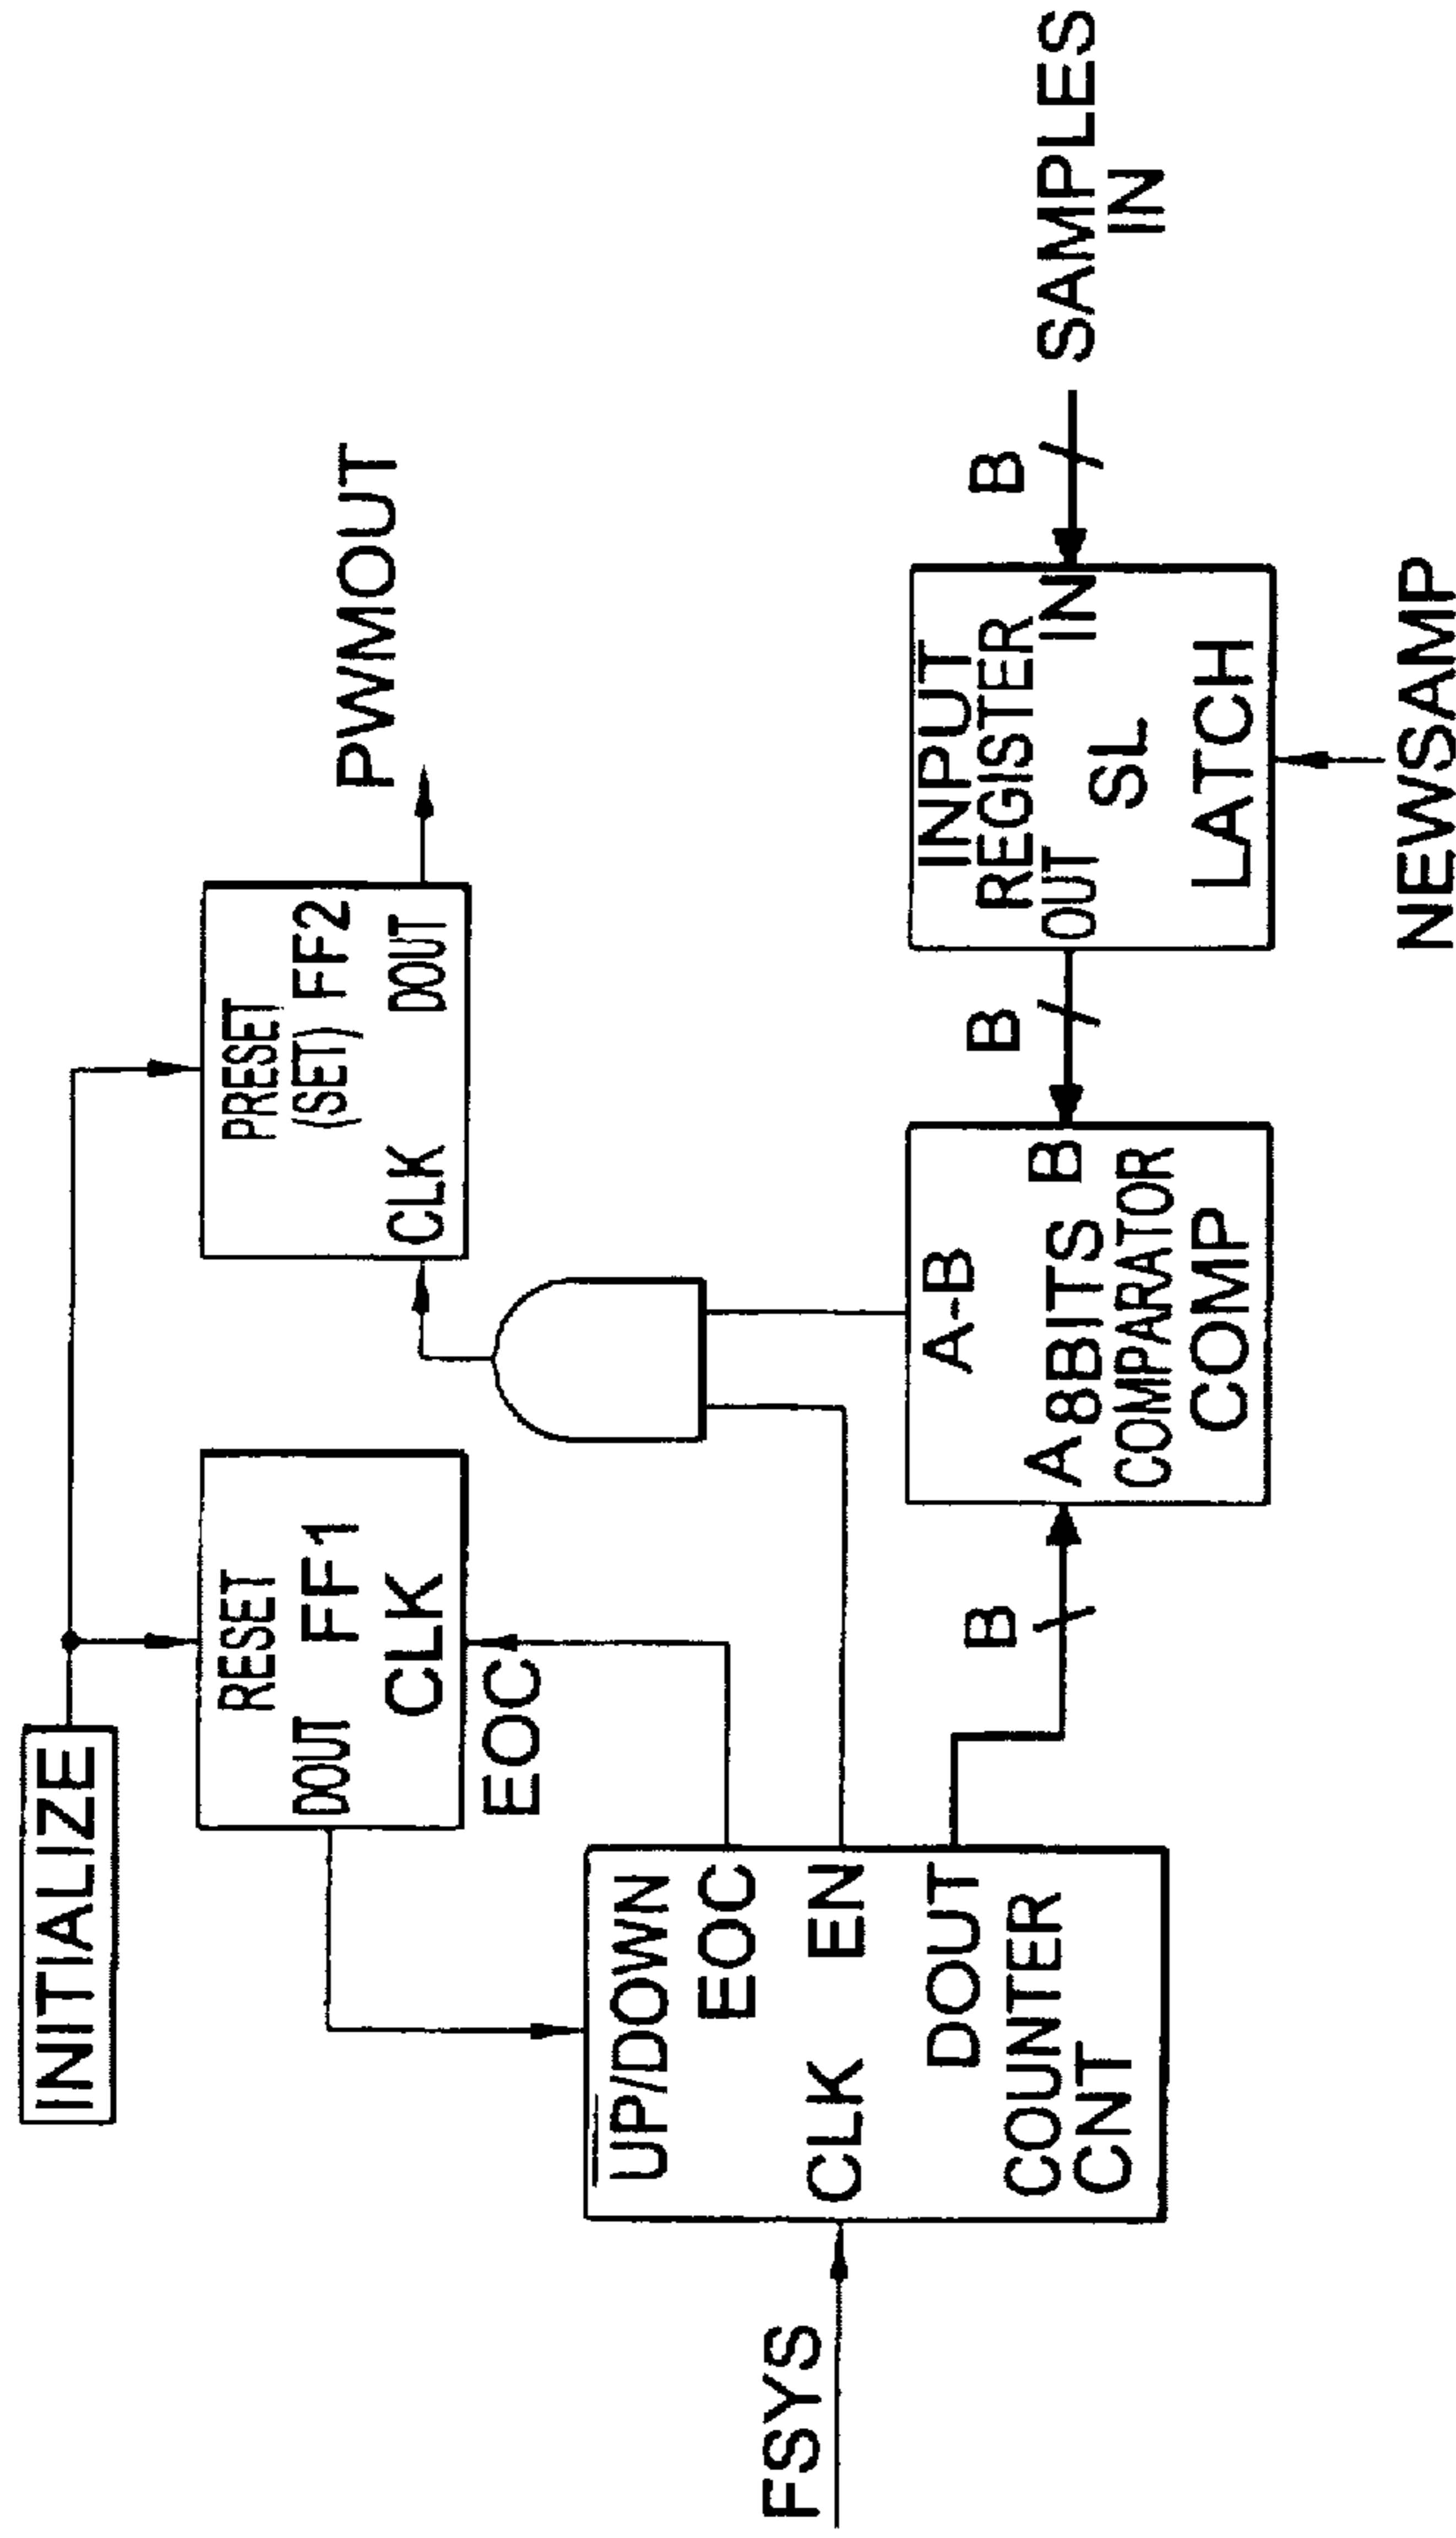 INITIALIZE
RESET
DOUT
FF1
CLK
EOC
PRESET
(SET) FF2
CLK DOUT
PWMOUT
UP/DOWN
EOC
CLK EN
DOUT
COUNTER
CNT
FSYS
B
A-B
A 8BITS B
COMPARATOR
COMP
B
INPUT
REGISTER
OUT IN
SL
LATCH
B
SAMPLES
IN
NEWSAMP